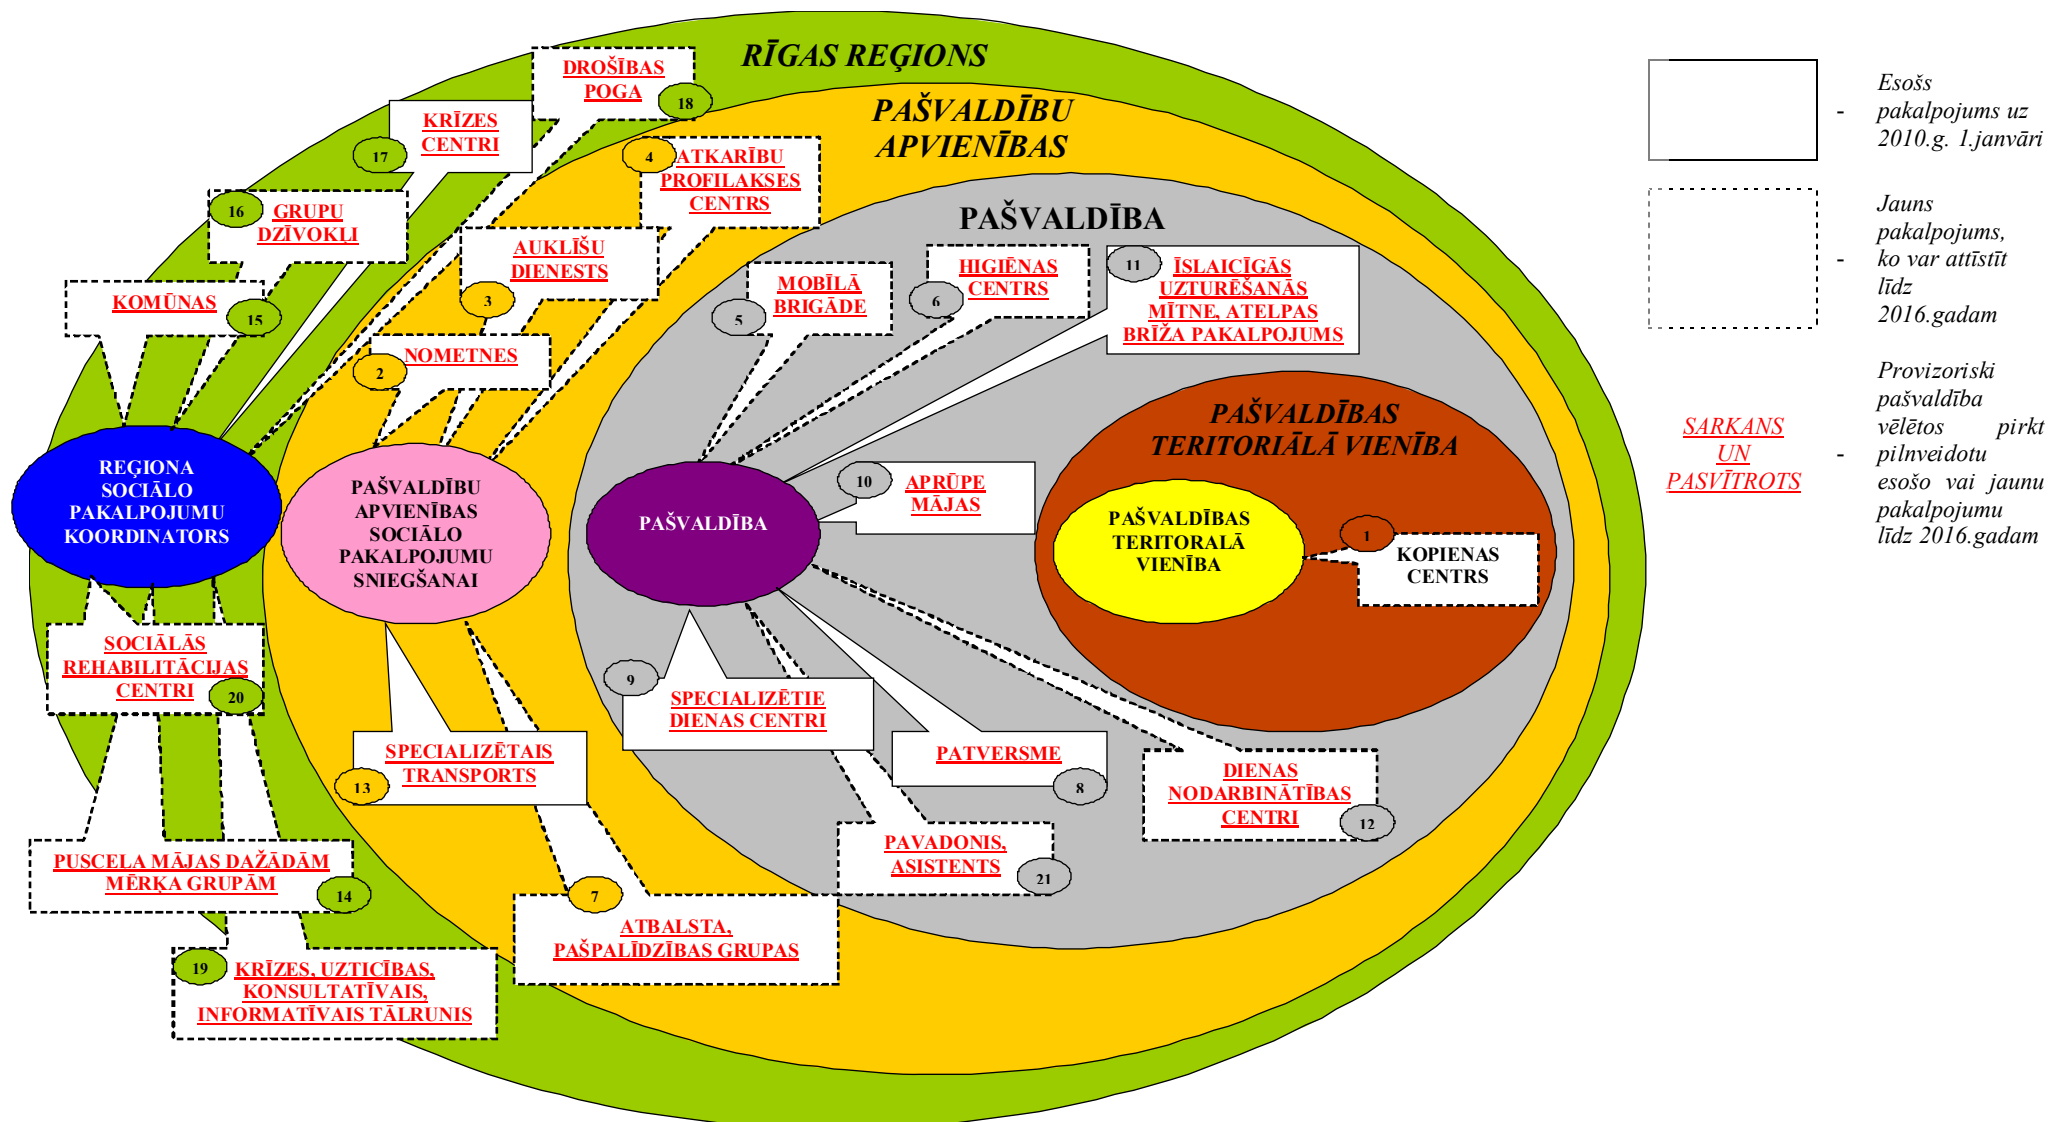 RĪGAS REĢIONS
PAŠVALDĪBU
APVIENĪBAS
PAŠVALDĪBA
PAŠVALDĪBAS
TERITORIĀLĀ VIENĪBA
DROŠĪBAS
POGA
18
KRĪZES
CENTRI
17
GRUPU
DZĪVOKĻI
16
KOMŪNAS
15
4
ATKARĪBU
PROFILAKSES
CENTRS
AUKLĪŠU
DIENESTS
3
NOMETNES
2
MOBĪLĀ
BRIGĀDE
5
HIGIĒNAS
CENTRS
6
11
ĪSLAICĪGĀS
UZTURĒŠANĀS
MĪTNE, ATELPAS
BRĪŽA PAKALPOJUMS
REĢIONA
SOCIĀLO
PAKALPOJUMU
KOORDINATORS
PAŠVALDĪBU
APVIENĪBAS
SOCIĀLO
PAKALPOJUMU
SNIEGŠANAI
PAŠVALDĪBA
10
APRŪPE
MĀJAS
PAŠVALDĪBAS
TERITORALĀ
VIENĪBA
1
KOPIENAS
CENTRS
SOCIĀLĀS
REHABILITĀCIJAS
CENTRI
20
9
SPECIALIZĒTIE
DIENAS CENTRI
SPECIALIZĒTAIS
TRANSPORTS
13
PATVERSME
8
DIENAS
NODARBINĀTĪBAS
CENTRI
12
PUSCELA MĀJAS DAŽĀDĀM
MĒRĶA GRUPĀM
14
PAVADONIS,
ASISTENTS
21
7
ATBALSTA,
PAŠPALĪDZĪBAS GRUPAS
19
KRĪZES, UZTICĪBAS,
KONSULTATĪVAIS,
INFORMATĪVAIS TĀLRUNIS
-
Esošs
pakalpojums uz
2010.g. 1.janvāri
-
Jauns
pakalpojums,
ko var attīstīt
līdz
2016.gadam
SARKANS
UN
PASVĪTROTS
-
Provizoriski
pašvaldība
vēlētos pirkt
pilnveidotu
esošo vai jaunu
pakalpojumu
līdz 2016.gadam